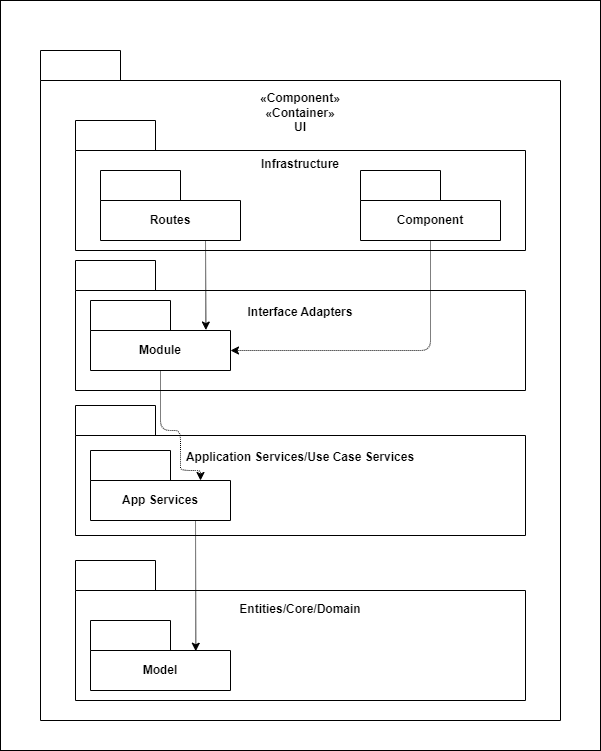 «Component»
«Container»
UI
Infrastructure
Routes
Component
Interface Adapters
Module
Application Services/Use Case Services
App Services
Entities/Core/Domain
Model